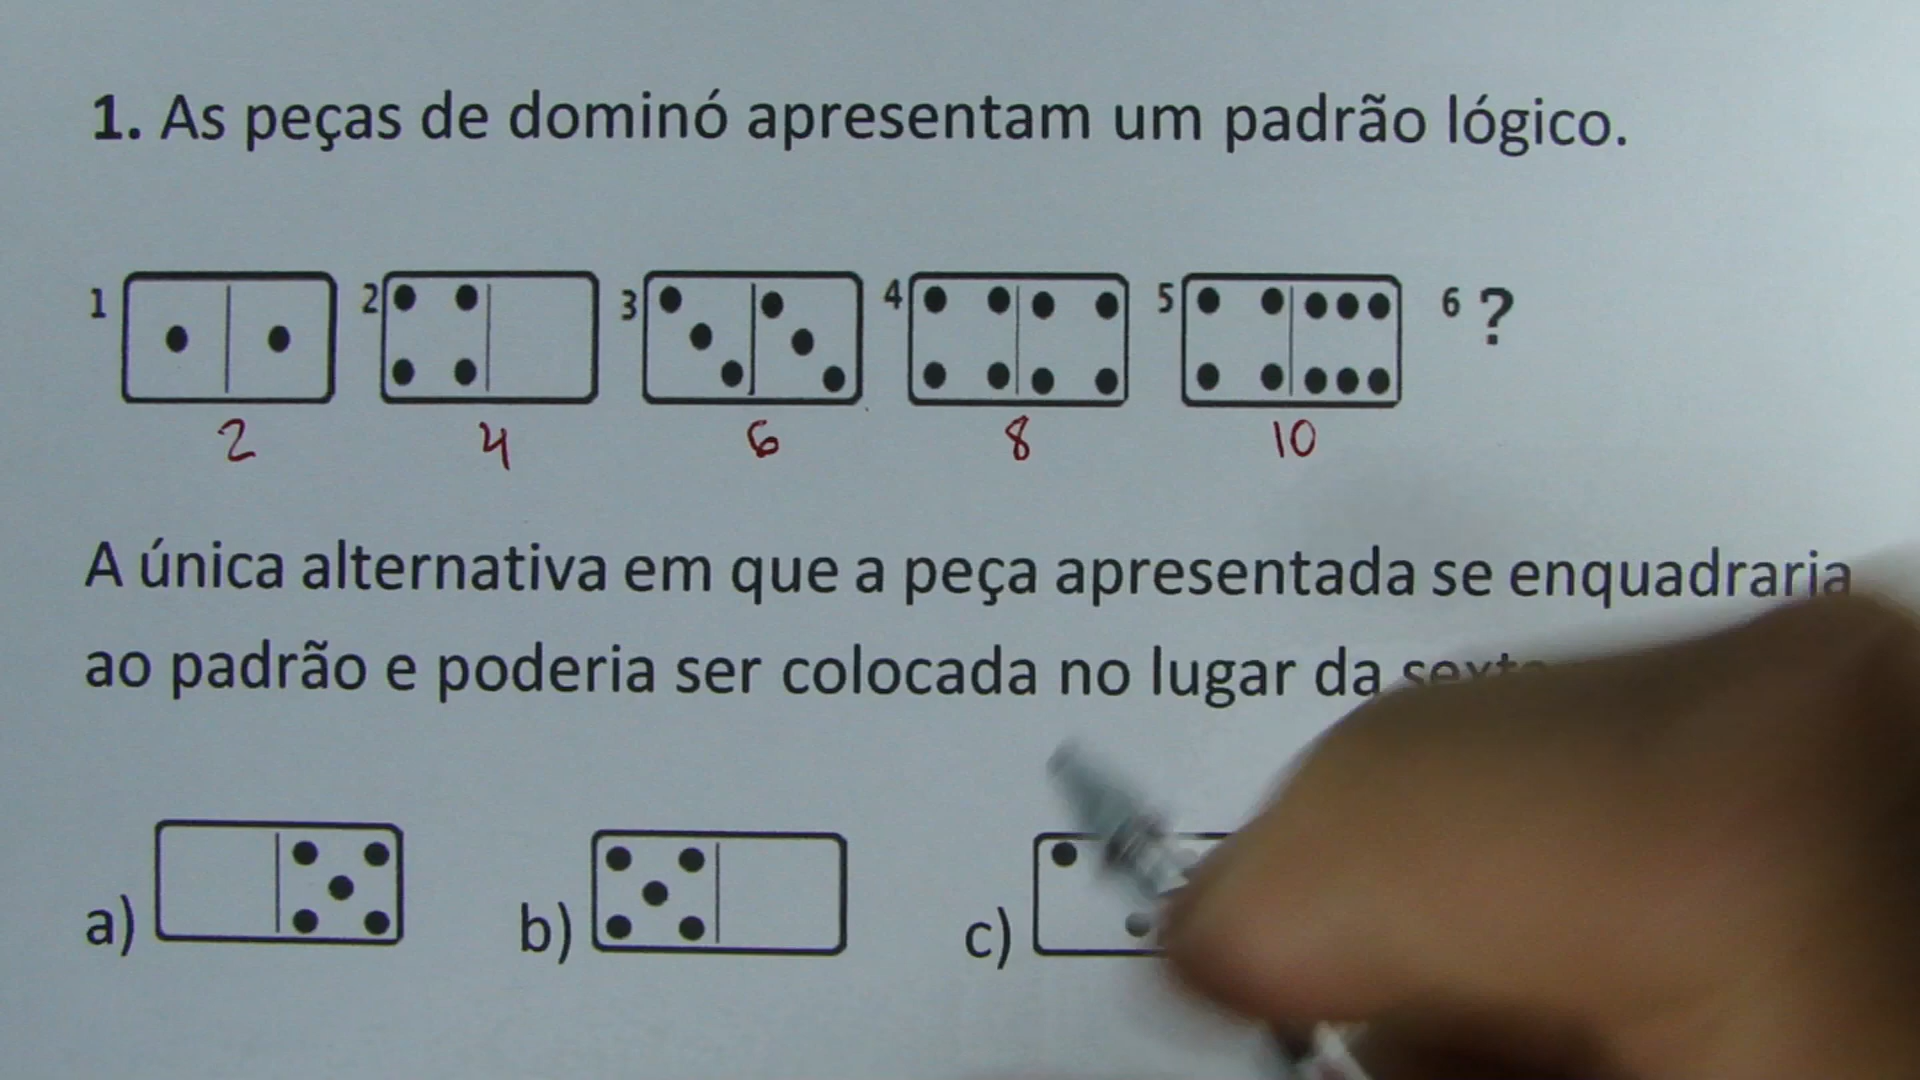 1. As peças de dominó apresentam um padrão lógico.
1 2 3 4 5 6 ?
2 4 6 8 10
A única alternativa em que a peça apresentada se enquadraria
ao padrão e poderia ser colocada no lugar da
a) b) c)